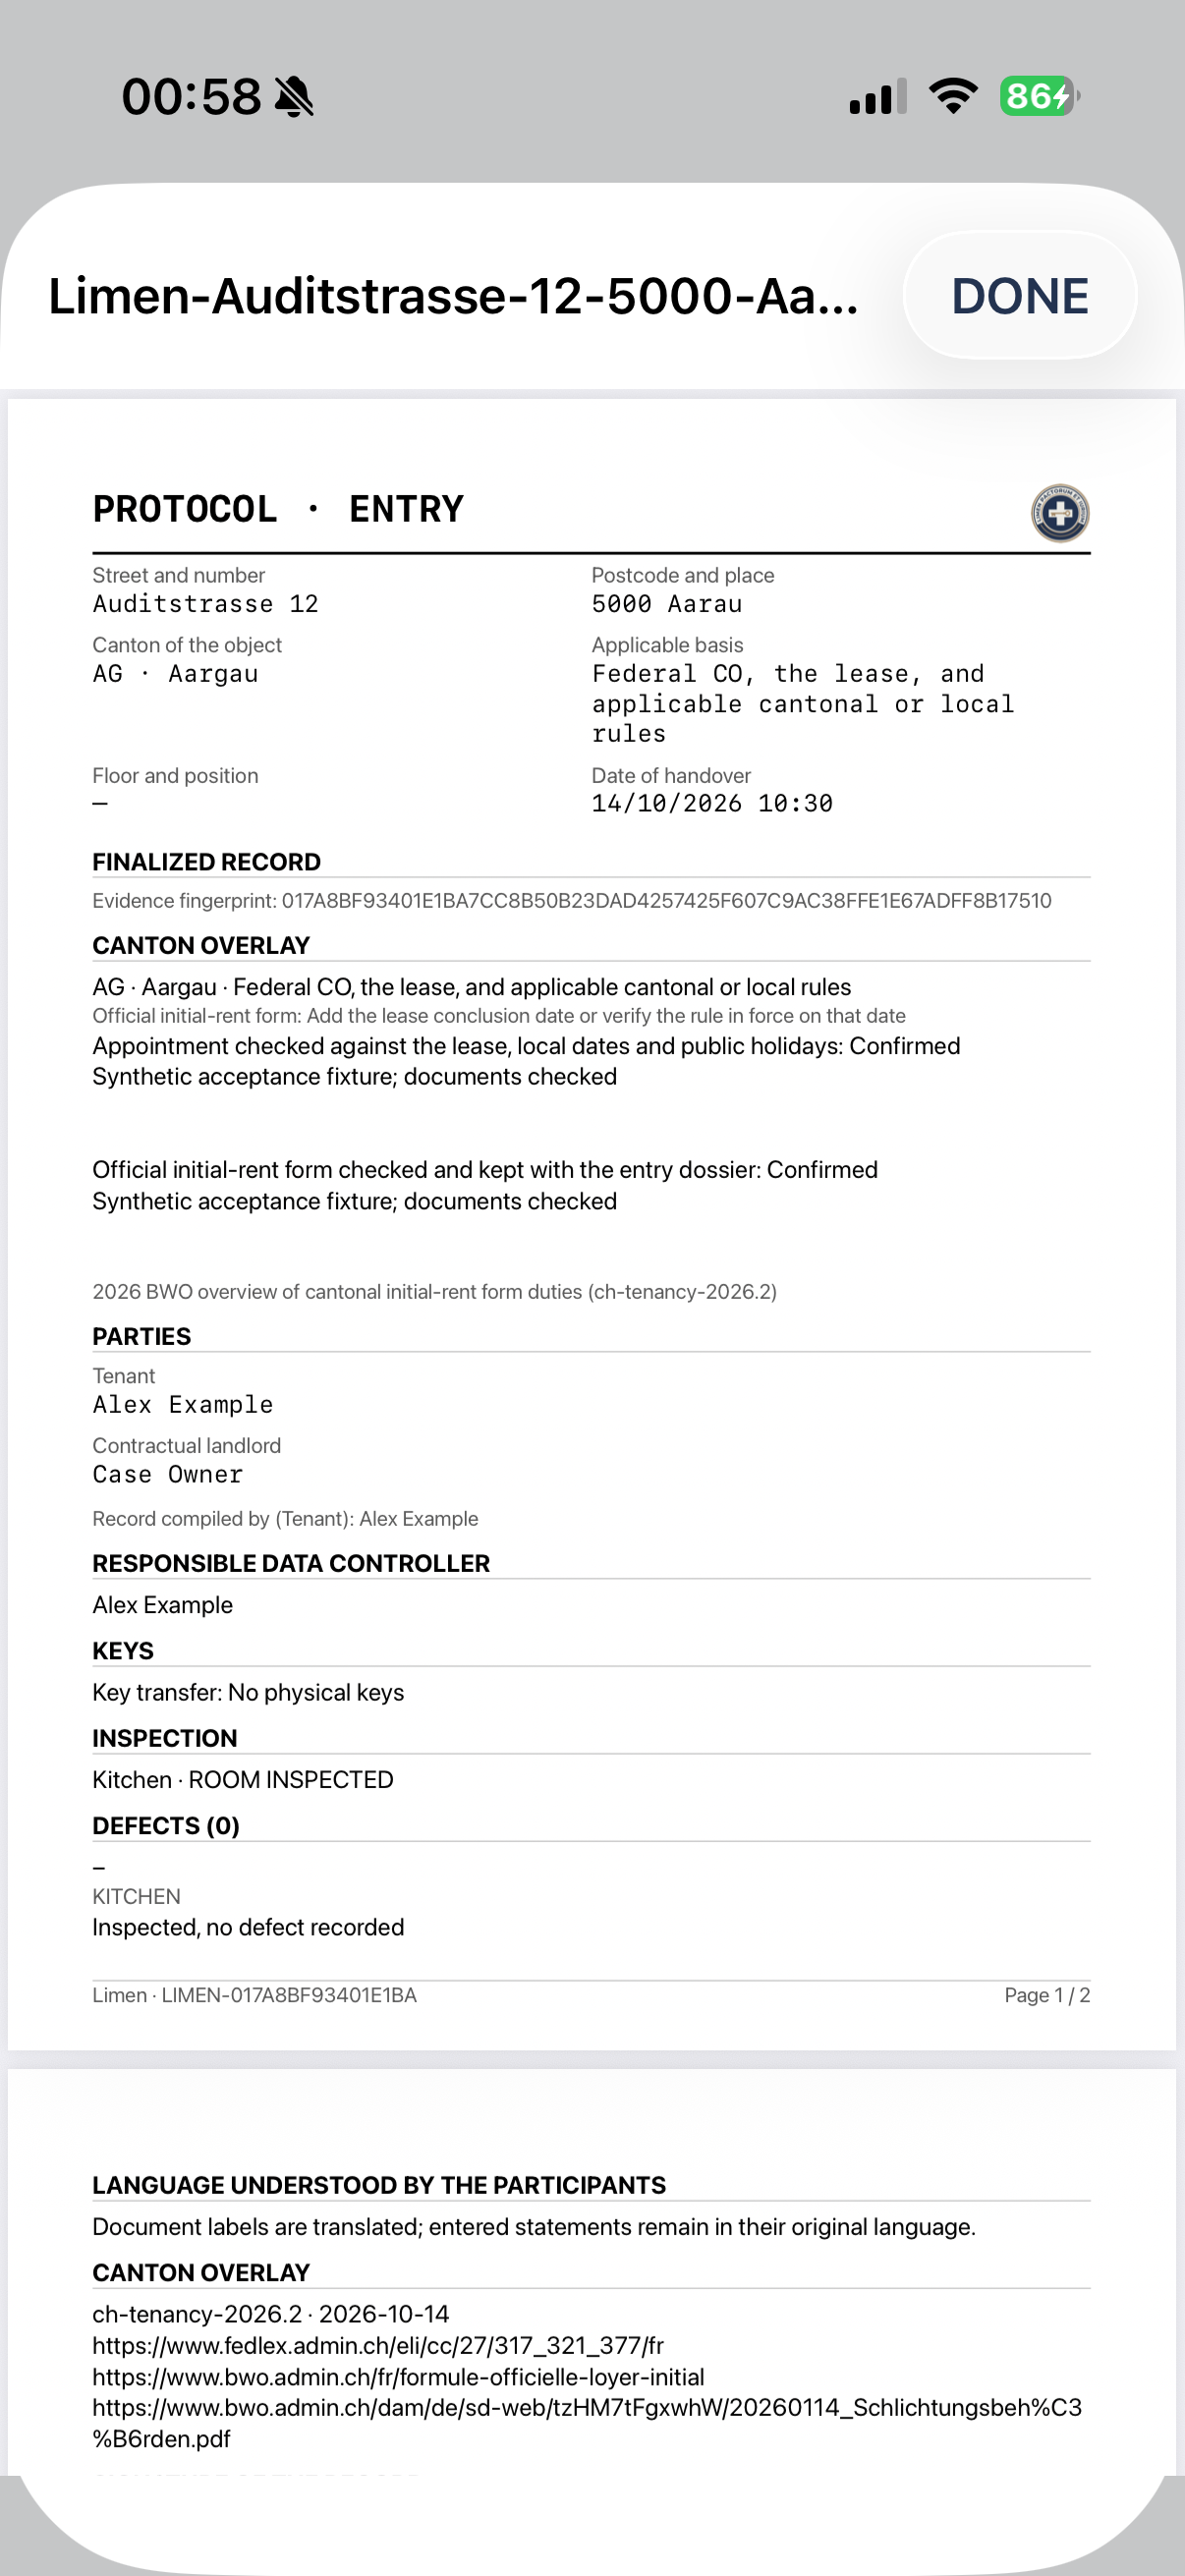 00:58
86
Limen-Auditstrasse-12-5000-Aa...
DONE
PROTOCOL · ENTRY
Street and number
Auditstrasse 12
Postcode and place
5000 Aarau
Canton of the object
AG · Aargau
Applicable basis
Federal CO, the lease, and
applicable cantonal or local
rules
Floor and position
–
Date of handover
14/10/2026 10:30
FINALIZED RECORD
Evidence fingerprint: 017A8BF93401E1BA7CC8B50B23DAD4257425F607C9AC38FFE1E67ADFF8B17510
CANTON OVERLAY
AG · Aargau · Federal CO, the lease, and applicable cantonal or local rules
Official initial-rent form: Add the lease conclusion date or verify the rule in force on that date
Appointment checked against the lease, local dates and public holidays: Confirmed
Synthetic acceptance fixture; documents checked
Official initial-rent form checked and kept with the entry dossier: Confirmed
Synthetic acceptance fixture; documents checked
2026 BWO overview of cantonal initial-rent form duties (ch-tenancy-2026.2)
PARTIES
Tenant
Alex Example
Contractual landlord
Case Owner
Record compiled by (Tenant): Alex Example
RESPONSIBLE DATA CONTROLLER
Alex Example
KEYS
Key transfer: No physical keys
INSPECTION
Kitchen · ROOM INSPECTED
DEFECTS (0)
–
KITCHEN
Inspected, no defect recorded
Limen · LIMEN-017A8BF93401E1BA
Page 1 / 2
LANGUAGE UNDERSTOOD BY THE PARTICIPANTS
Document labels are translated; entered statements remain in their original language.
CANTON OVERLAY
ch-tenancy-2026.2 · 2026-10-14
https://www.fedlex.admin.ch/eli/cc/27/317_321_377/fr
https://www.bwo.admin.ch/fr/formule-officielle-loyer-initial
https://www.bwo.admin.ch/dam/de/sd-web/tzHM7tFgxwhW/20260114_Schlichtungsbeh%C3
%B6rden.pdf